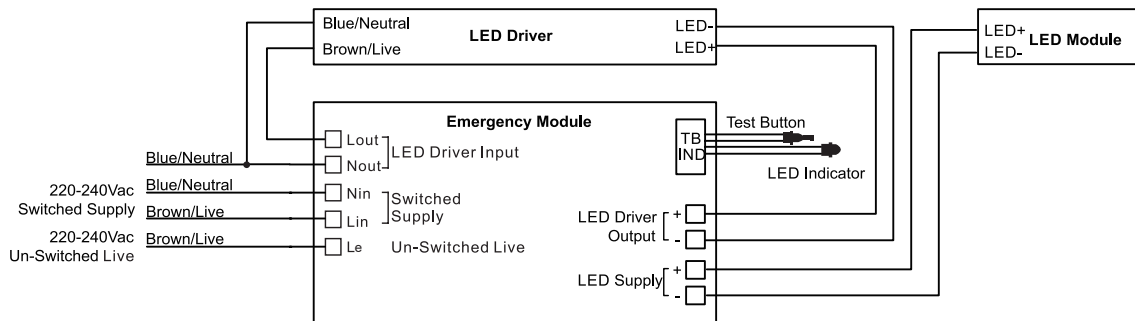 Blue/Neutral
Brown/Live
LED Driver
LED-
LED+
LED+
LED-
LED Module
Emergency Module
Lout
Nout
LED Driver Input
Nin
Lin
Switched
Supply
Le
Un-Switched Live
Blue/Neutral
220-240Vac
Switched Supply
Blue/Neutral
Brown/Live
220-240Vac
Un-Switched Live
Brown/Live
TB
IND
Test Button
LED Indicator
LED Driver
Output
+
-
LED Supply
+
-